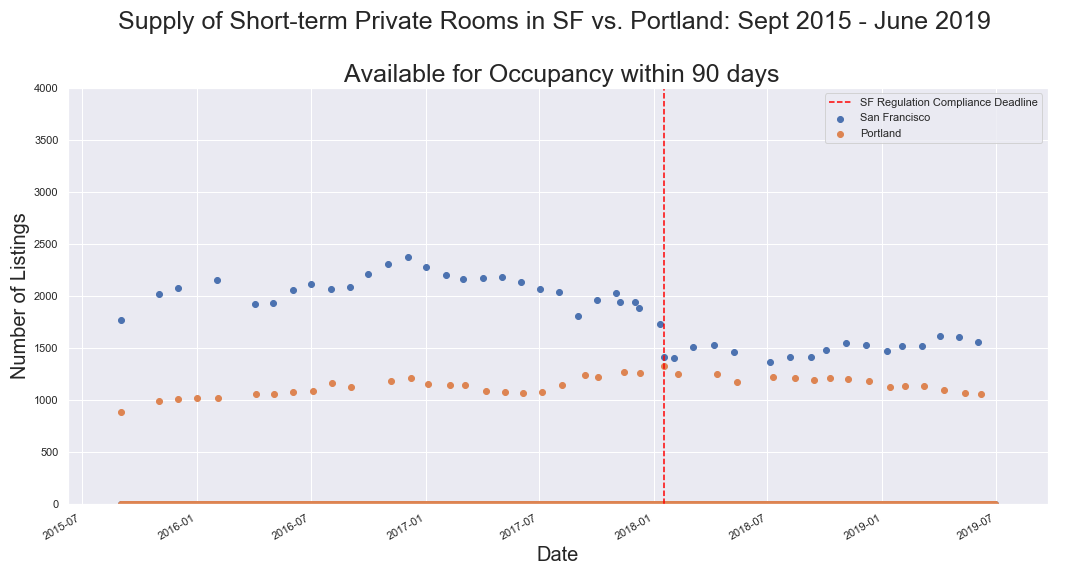 Supply of Short-term Private Rooms in SF vs. Portland: Sept 2015 - June 2019
Available for Occupancy within 90 days
4000
3500
3000
2500
2000
1500
1000
500
0
Number of Listings
SF Regulation Compliance Deadline
San Francisco
Portland
2015-07
2016-01
2016-07
2017-01
2017-07
2018-01
2018-07
2019-01
2019-07
Date